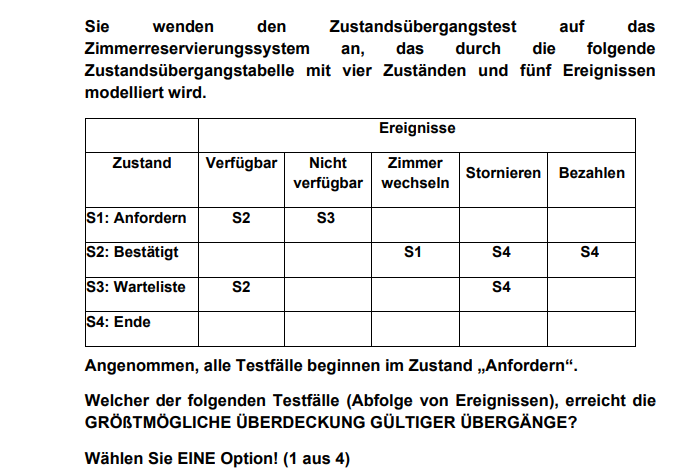 Sie wenden den Zustandsübergangstest auf das
Zimmerreservierungssystem an, das durch die folgende
Zustandsübergangstabelle mit vier Zuständen und fünf Ereignissen
modelliert wird.
Ereignisse
Zustand Verfügbar Nicht verfügbar Zimmer wechseln Stornieren Bezahlen
S1: Anfordern S2 S3
S2: Bestätigt S1 S4 S4
S3: Warteliste S2 S4
S4: Ende
Angenommen, alle Testfälle beginnen im Zustand „Anfordern“.
Welcher der folgenden Testfälle (Abfolge von Ereignissen), erreicht die
GRÖßTMÖGLICHE ÜBERDECKUNG GÜLTIGER ÜBERGÄNGE?
Wählen Sie EINE Option! (1 aus 4)